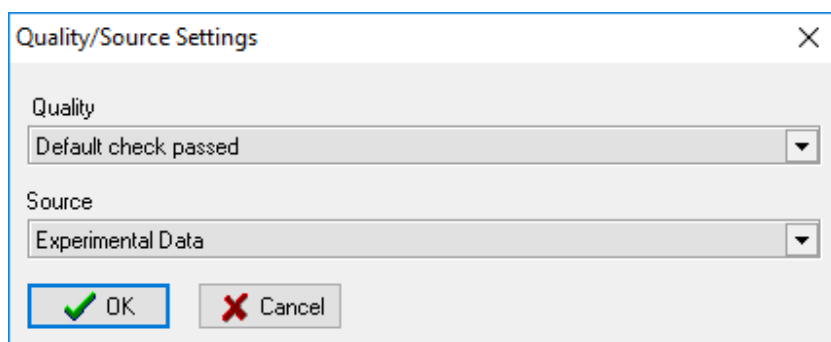 Quality/Source Settings
Quality
Default check passed
Source
Experimental Data
OK Cancel